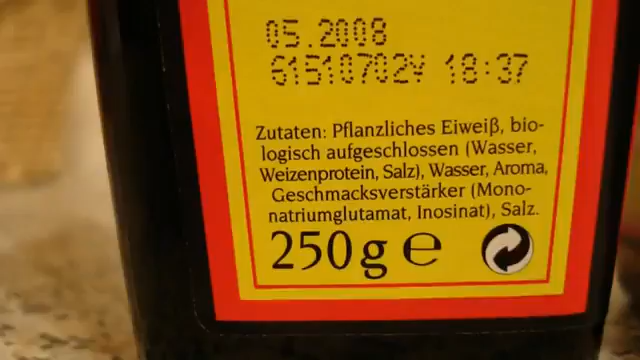 05.2008
61510702Y 18:37
Zutaten: Pflanzliches Eiweiß, bio-
logisch aufgeschlossen (Wasser,
Weizenprotein, Salz), Wasser, Aroma,
Geschmacksverstärker (Mono-
natriumglutamat, Inosinat), Salz.
250g ℮